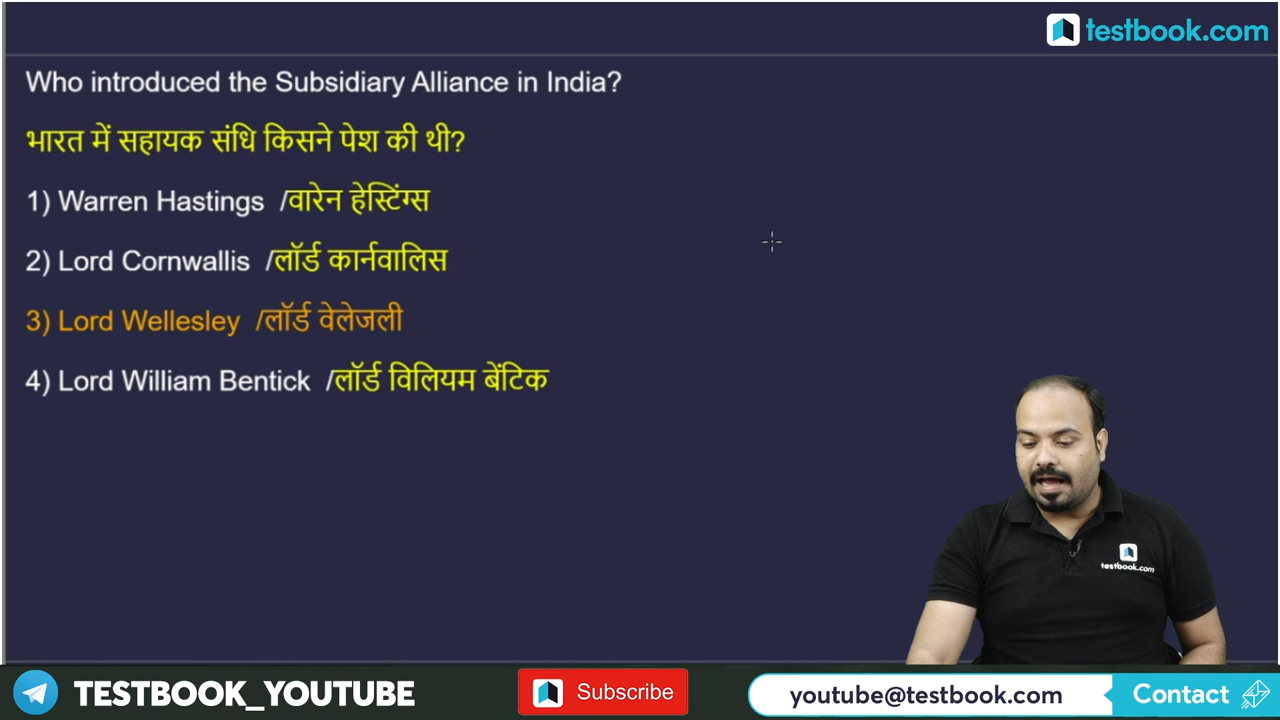 testbook.com
Who introduced the Subsidiary Alliance in India?
भारत में सहायक संधि किसने पेश की थी?
1) Warren Hastings /वारेन हेस्टिंग्स
2) Lord Cornwallis /लॉर्ड कार्नवालिस
3) Lord Wellesley /लॉर्ड वेलेजली
4) Lord William Bentick /लॉर्ड विलियम बेंटिक
testbook.com
TESTBOOK_YOUTUBE
Subscribe
youtube@testbook.com
Contact